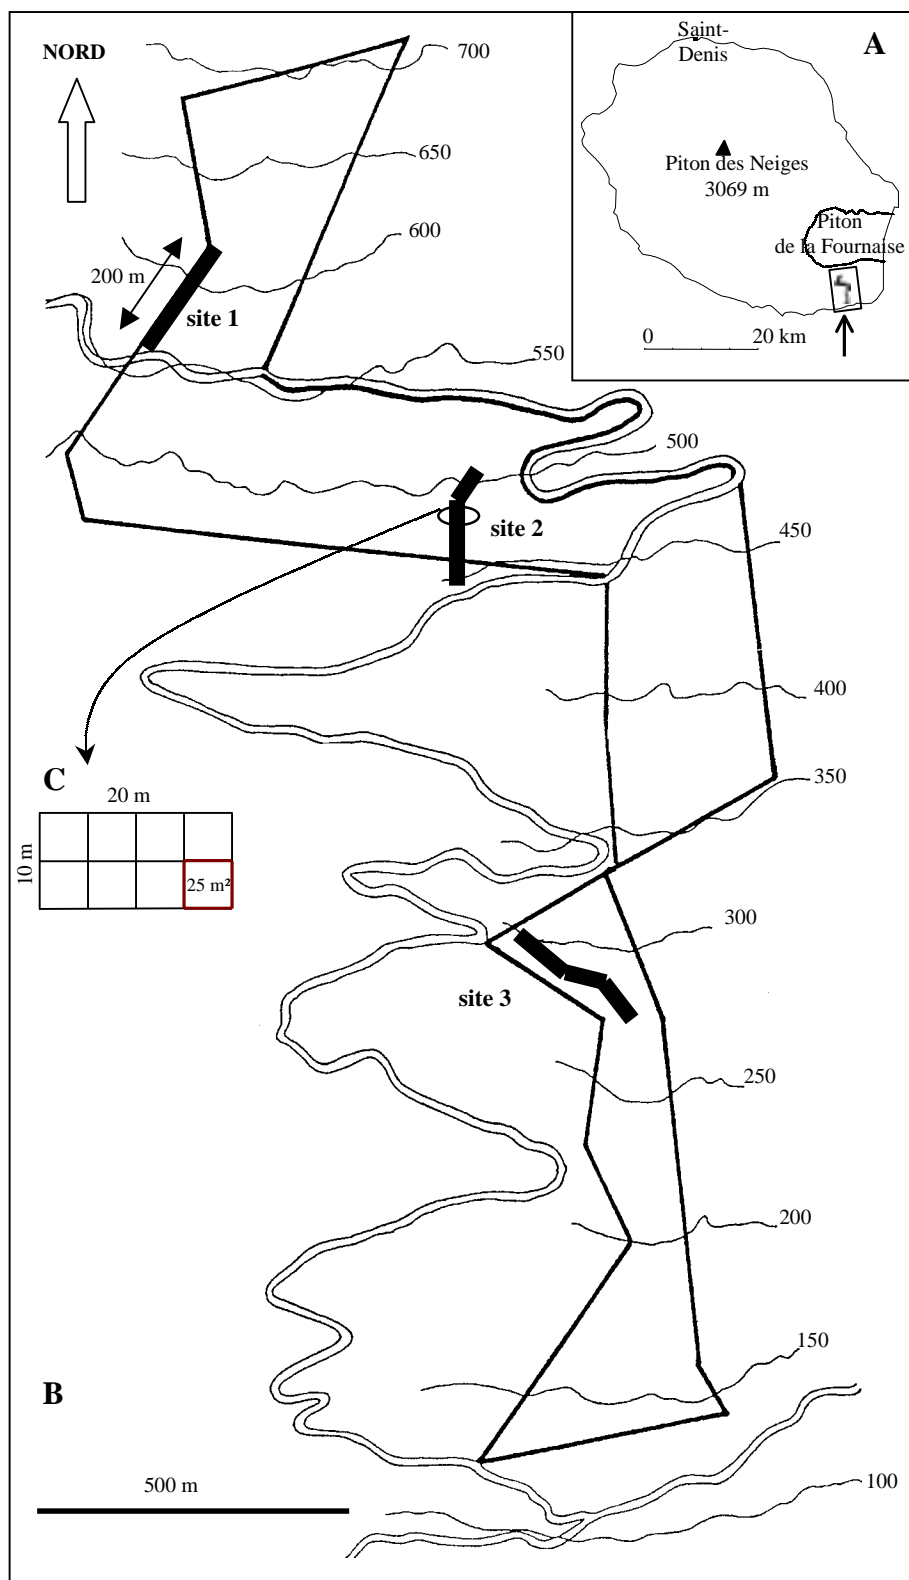 NORD
700
650
600
200 m
site 1
550
500
site 2
450
400
350
300
site 3
250
200
150
100
B
500 m
A
Saint-
Denis
Piton des Neiges
3069 m
Piton
de la Fournaise
0 20 km
C
20 m
10 m
25 m²